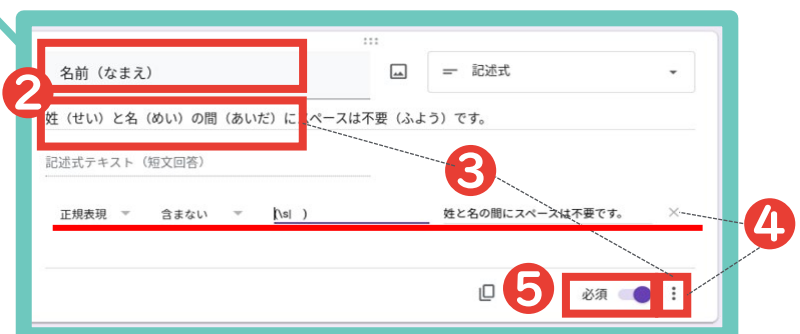 名前（なまえ）
記述式
2
姓（せい）と名（めい）の間（あいだ）にスペースは不要（ふよう）です。
記述式テキスト（短文回答）
3
正規表現 含まない (\s|　) 姓と名の間にスペースは不要です。
4
5 必須